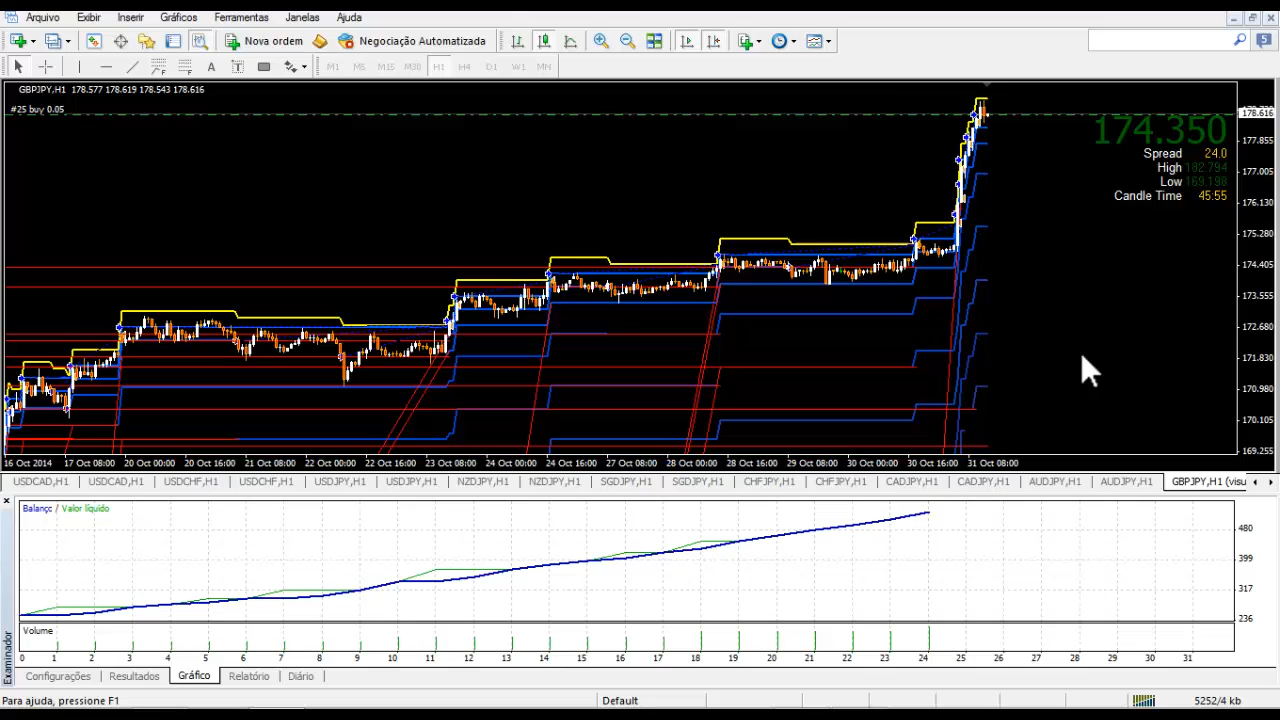 Arquivo Exibir Inserir Gráficos Ferramentas Janelas Ajuda
Nova ordem Negociação Automatizada 5
A T M1 M5 M15 M30 H1 H4 D1 W1 MN
GBPJPY,H1 178.577 178.619 178.543 178.616
#25 buy 0.05
178.616
174.350
177.855
Spread 24.0
High 182.794
177.005
Low 169.198
Candle Time 45:55
176.130
175.280
174.405
173.555
172.680
171.830
170.980
170.105
169.255
16 Oct 2014 17 Oct 08:00 20 Oct 00:00 20 Oct 16:00 21 Oct 08:00 22 Oct 00:00 22 Oct 16:00 23 Oct 08:00 24 Oct 00:00 24 Oct 16:00 27 Oct 08:00 28 Oct 00:00 28 Oct 16:00 29 Oct 08:00 30 Oct 00:00 30 Oct 16:00 31 Oct 08:00
USDCAD,H1 USDCAD,H1 USDCHF,H1 USDCHF,H1 USDJPY,H1 USDJPY,H1 NZDJPY,H1 NZDJPY,H1 SGDJPY,H1 SGDJPY,H1 CHFJPY,H1 CHFJPY,H1 CADJPY,H1 CADJPY,H1 AUDJPY,H1 AUDJPY,H1 GBPJPY,H1 (visu
Balanço / Valor líquido
480
399
317
236
Volume
0 1 2 3 4 5 6 7 8 9 10 11 12 13 14 15 16 17 18 19 20 21 22 23 24 25 26 27 28 29 30 31
Examinador
Configurações Resultados Gráfico Relatório Diário
Para ajuda, pressione F1 Default 5252/4 kb